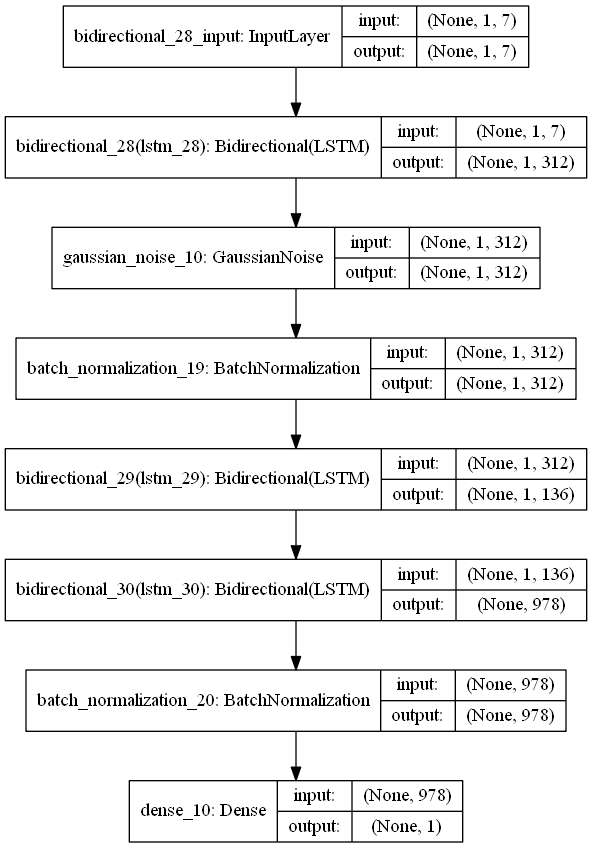 bidirectional_28_input: InputLayer
input: (None, 1, 7)
output: (None, 1, 7)
bidirectional_28(lstm_28): Bidirectional(LSTM)
input: (None, 1, 7)
output: (None, 1, 312)
gaussian_noise_10: GaussianNoise
input: (None, 1, 312)
output: (None, 1, 312)
batch_normalization_19: BatchNormalization
input: (None, 1, 312)
output: (None, 1, 312)
bidirectional_29(lstm_29): Bidirectional(LSTM)
input: (None, 1, 312)
output: (None, 1, 136)
bidirectional_30(lstm_30): Bidirectional(LSTM)
input: (None, 1, 136)
output: (None, 978)
batch_normalization_20: BatchNormalization
input: (None, 978)
output: (None, 978)
dense_10: Dense
input: (None, 978)
output: (None, 1)